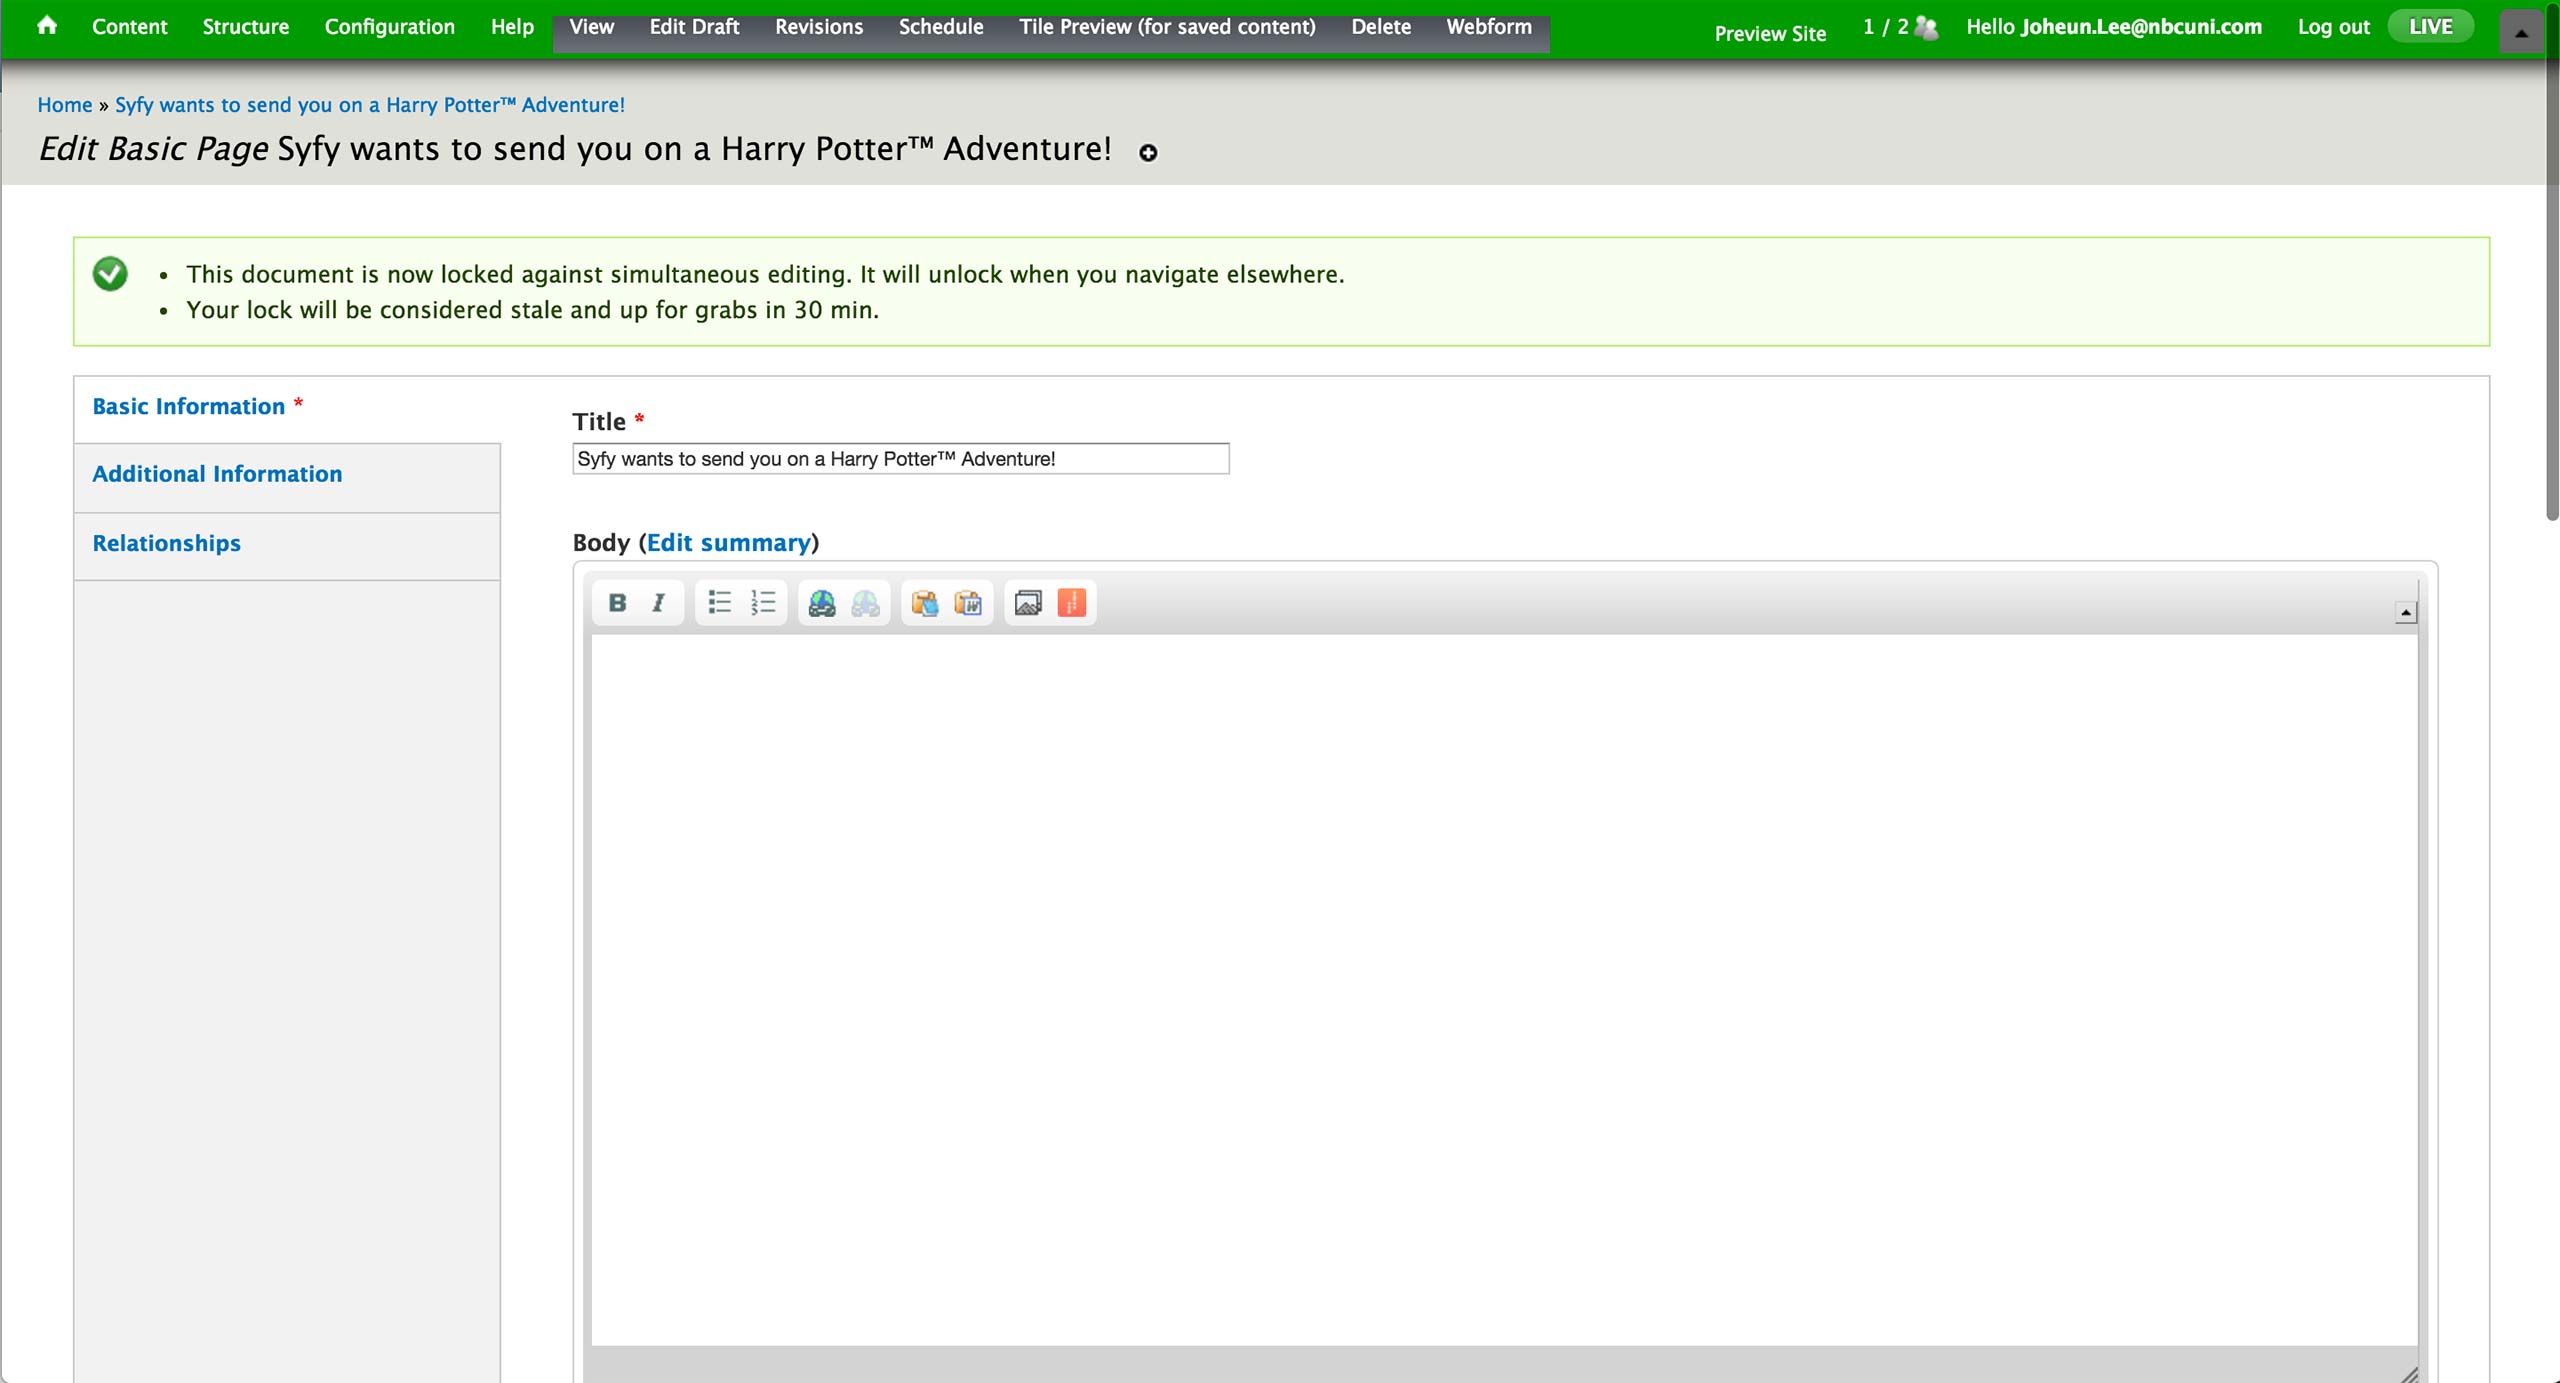 Content Structure Configuration Help View Edit Draft Revisions Schedule Tile Preview (for saved content) Delete Webform Preview Site 1 / 2 Hello Joheun.Lee@nbcuni.com Log out LIVE
Home » Syfy wants to send you on a Harry Potter™ Adventure!
Edit Basic Page Syfy wants to send you on a Harry Potter™ Adventure!
• This document is now locked against simultaneous editing. It will unlock when you navigate elsewhere.
• Your lock will be considered stale and up for grabs in 30 min.
Basic Information *
Additional Information
Relationships
Title *
Syfy wants to send you on a Harry Potter™ Adventure!
Body (Edit summary)
B I